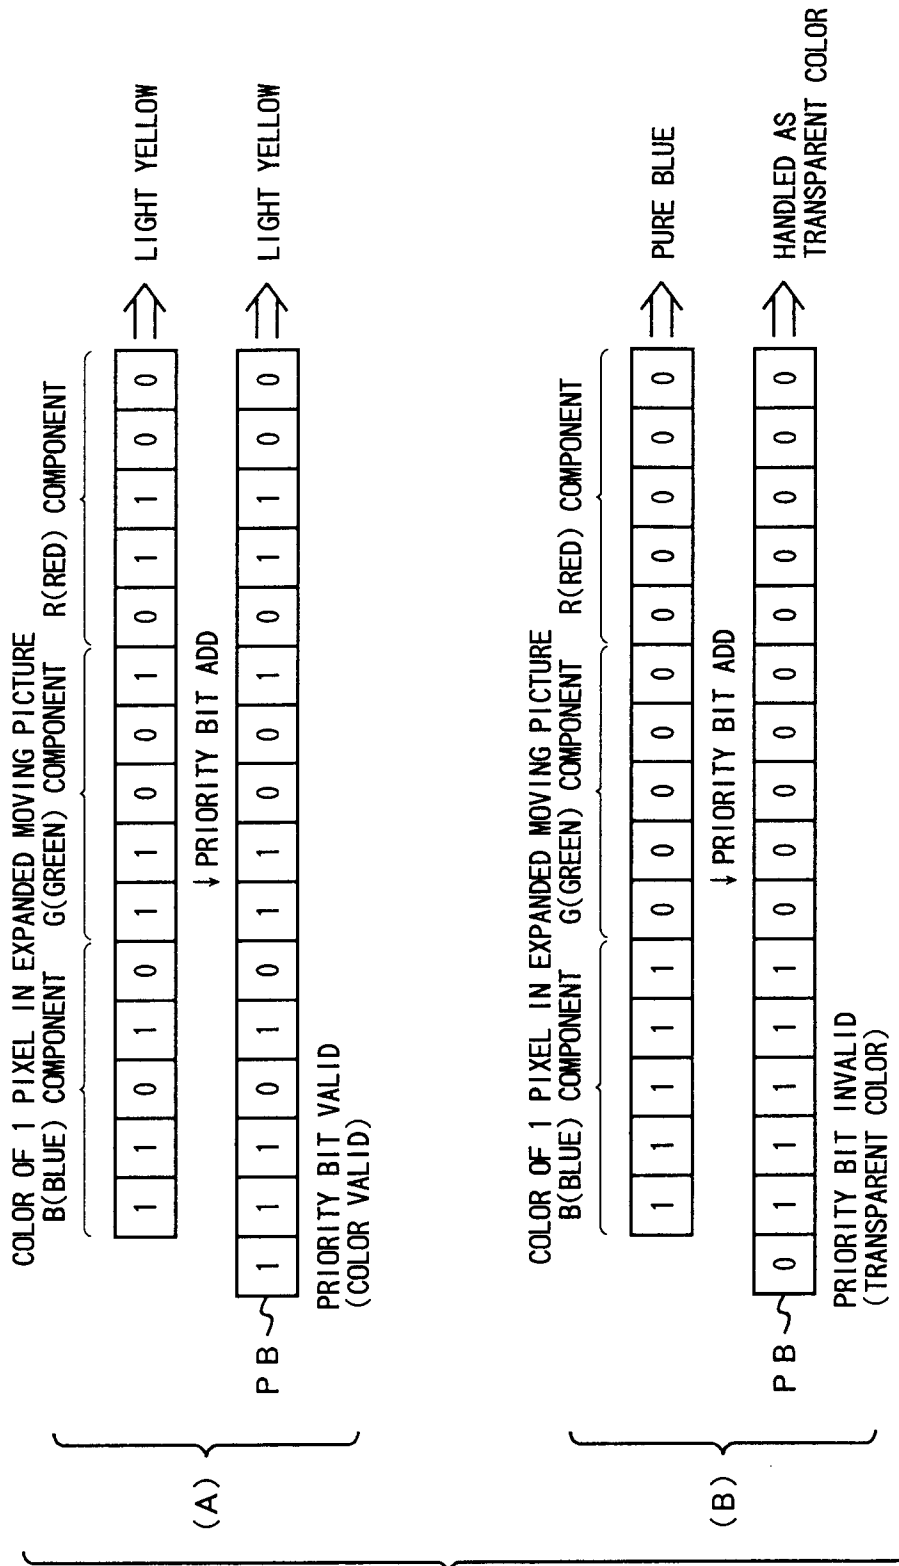 (A)
COLOR OF 1 PIXEL IN EXPANDED MOVING PICTURE
B(BLUE) COMPONENT G(GREEN) COMPONENT R(RED) COMPONENT
1 1 0 1 0 1 1 0 0 1 0 1 1 0 0 LIGHT YELLOW
↓PRIORITY BIT ADD
PB 1 1 1 0 1 0 1 1 0 0 1 0 1 1 0 0 LIGHT YELLOW
PRIORITY BIT VALID
(COLOR VALID)
(B)
COLOR OF 1 PIXEL IN EXPANDED MOVING PICTURE
B(BLUE) COMPONENT G(GREEN) COMPONENT R(RED) COMPONENT
1 1 1 1 1 0 0 0 0 0 0 0 0 0 0 PURE BLUE
↓PRIORITY BIT ADD
PB 0 1 1 1 1 1 0 0 0 0 0 0 0 0 0 0 HANDLED AS
TRANSPARENT COLOR
PRIORITY BIT INVALID
(TRANSPARENT COLOR)